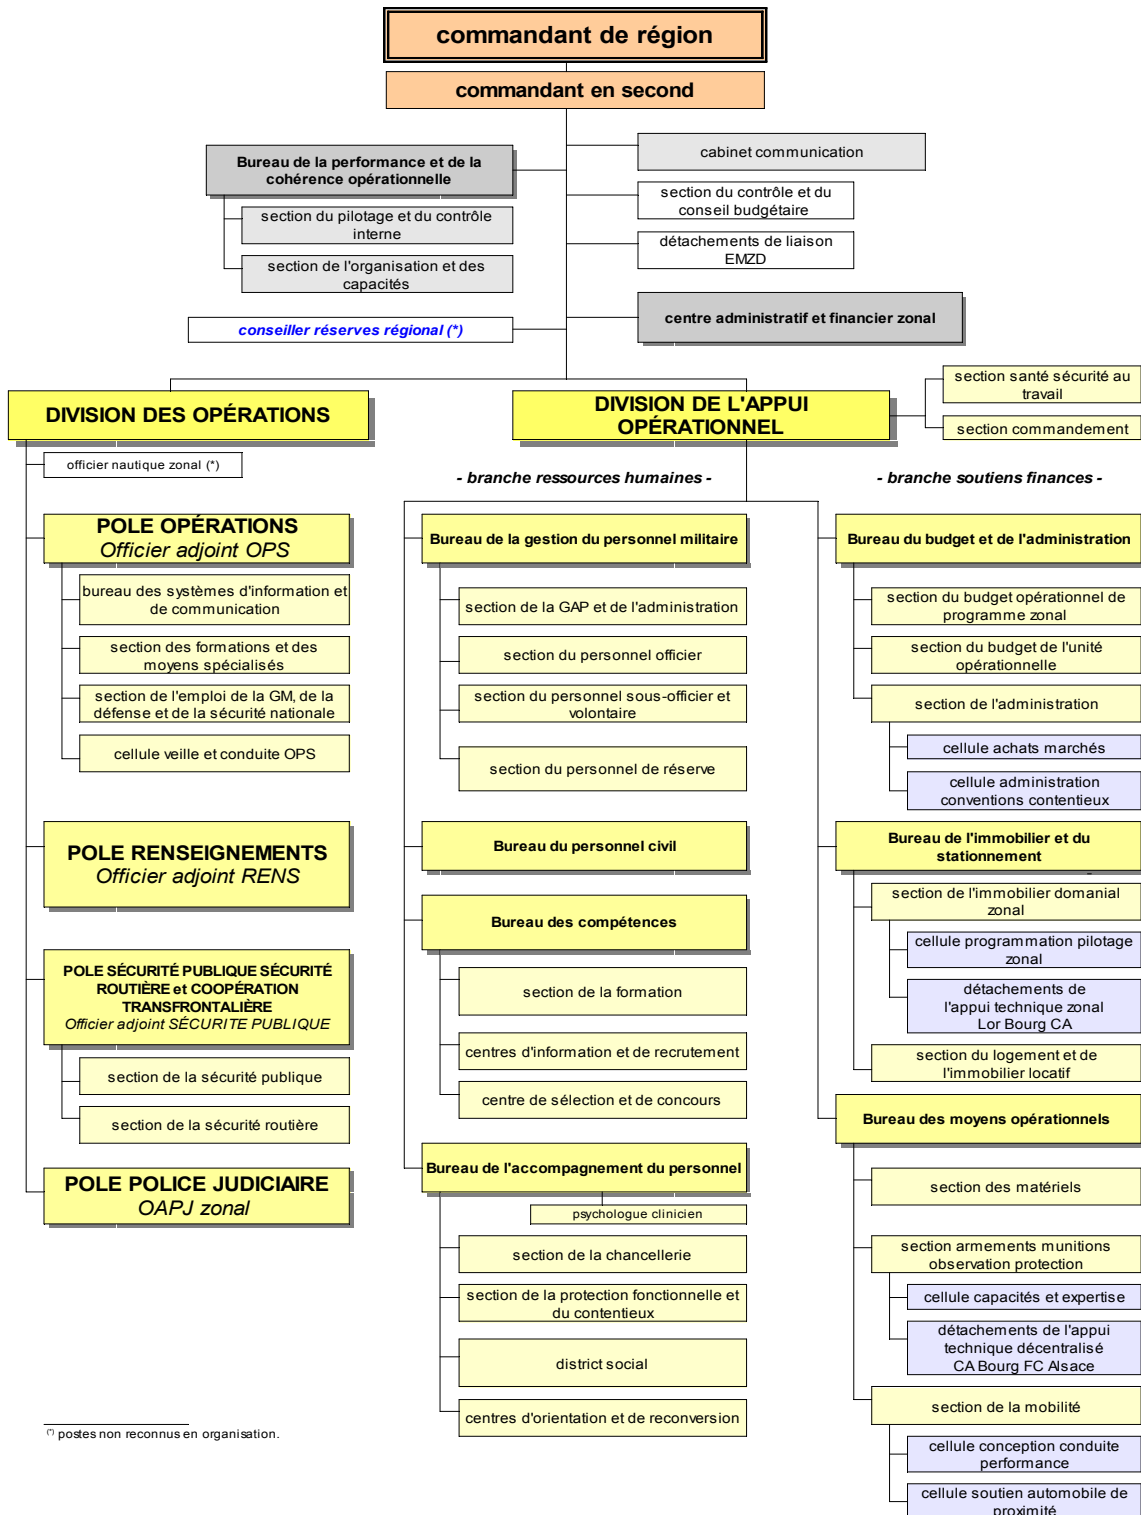 commandant de région
commandant en second
Bureau de la performance et de la
cohérence opérationnelle
section du pilotage et du contrôle
interne
section de l'organisation et des
capacités
conseiller réserves régional (*)
cabinet communication
section du contrôle et du
conseil budgétaire
détachements de liaison
EMZD
centre administratif et financier zonal
DIVISION DES OPÉRATIONS
officier nautique zonal (*)
POLE OPÉRATIONS
Officier adjoint OPS
bureau des systèmes d'information et
de communication
section des formations et des
moyens spécialisés
section de l'emploi de la GM, de la
défense et de la sécurité nationale
cellule veille et conduite OPS
POLE RENSEIGNEMENTS
Officier adjoint RENS
POLE SÉCURITÉ PUBLIQUE SÉCURITÉ
ROUTIÈRE et COOPÉRATION
TRANSFRONTALIÈRE
Officier adjoint SÉCURITE PUBLIQUE
section de la sécurité publique
section de la sécurité routière
POLE POLICE JUDICIAIRE
OAPJ zonal
DIVISION DE L'APPUI
OPÉRATIONNEL
section santé sécurité au
travail
section commandement
- branche ressources humaines -
Bureau de la gestion du personnel militaire
section de la GAP et de l'administration
section du personnel officier
section du personnel sous-officier et
volontaire
section du personnel de réserve
Bureau du personnel civil
Bureau des compétences
section de la formation
centres d'information et de recrutement
centre de sélection et de concours
Bureau de l'accompagnement du personnel
psychologue clinicien
section de la chancellerie
section de la protection fonctionnelle et
du contentieux
district social
centres d'orientation et de reconversion
- branche soutiens finances -
Bureau du budget et de l'administration
section du budget opérationnel de
programme zonal
section du budget de l'unité
opérationnelle
section de l'administration
cellule achats marchés
cellule administration
conventions contentieux
Bureau de l'immobilier et du
stationnement
section de l'immobilier domanial
zonal
cellule programmation pilotage
zonal
détachements de
l'appui technique zonal
Lor Bourg CA
section du logement et de
l'immobilier locatif
Bureau des moyens opérationnels
section des matériels
section armements munitions
observation protection
cellule capacités et expertise
détachements de l'appui
technique décentralisé
CA Bourg FC Alsace
section de la mobilité
cellule conception conduite
performance
cellule soutien automobile de
proximité
(*) postes non reconnus en organisation.